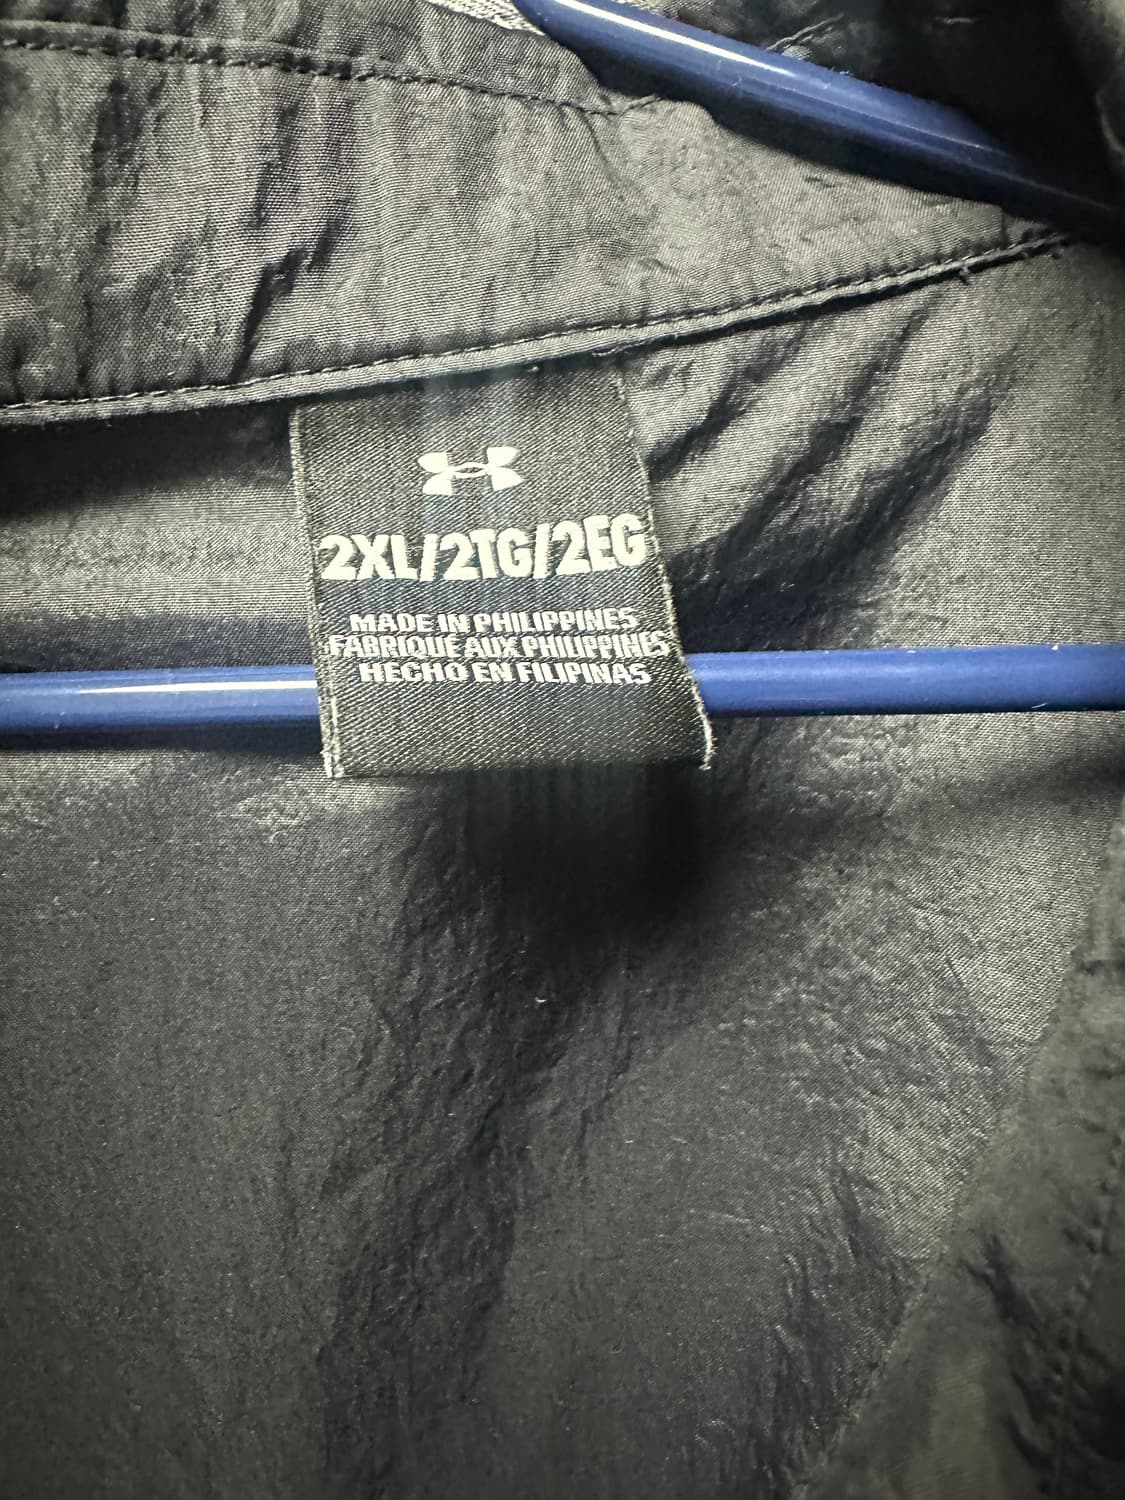 2XL/2TG/2EG
MADE IN PHILIPPINES
FABRIQUÉ AUX PHILIPPINES
HECHO EN FILIPINAS